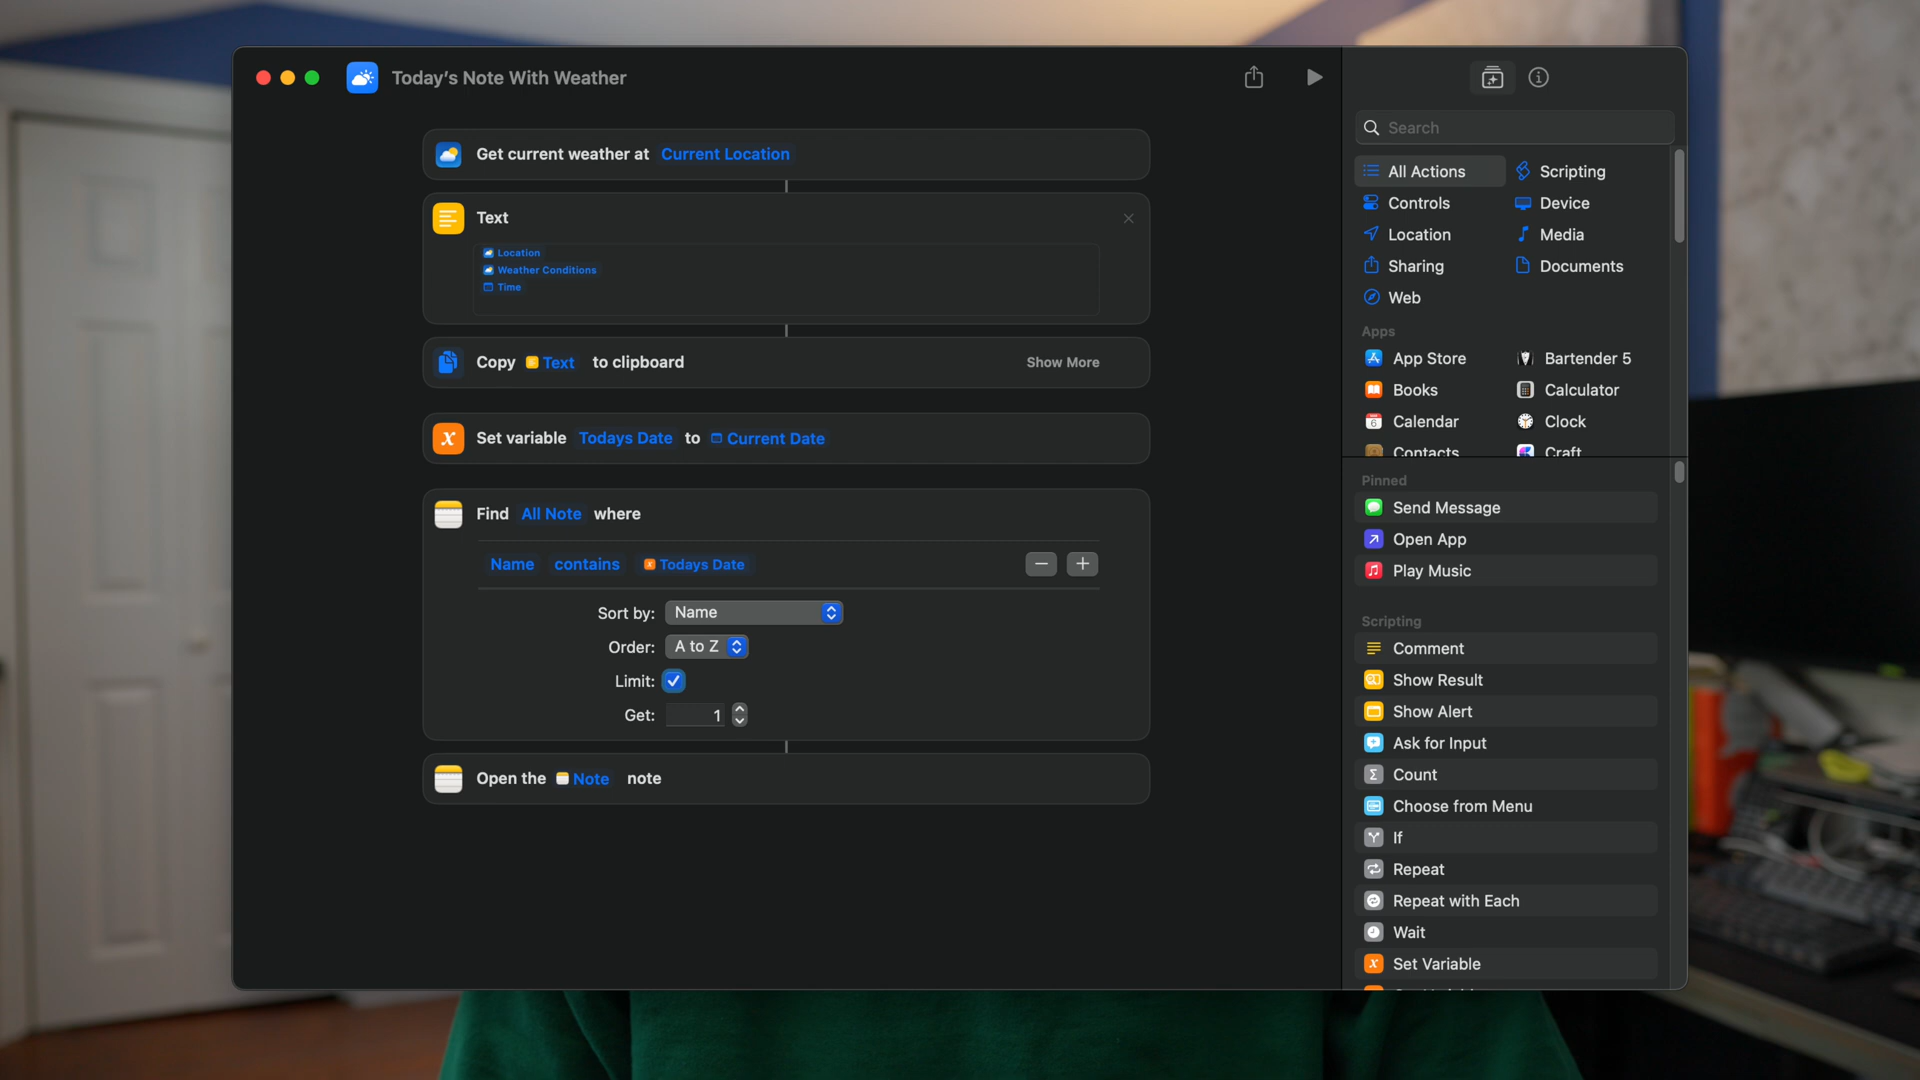 Today's Note With Weather
Get current weather at Current Location
Text
Location
Weather Conditions
Time
Copy Text to clipboard Show More
Set variable Todays Date to Current Date
Find All Note where
Name contains Todays Date
Sort by: Name
Order: A to Z
Limit:
Get: 1
Open the Note note
Search
All Actions Scripting
Controls Device
Location Media
Sharing Documents
Web
Apps
App Store Bartender 5
Books Calculator
Calendar Clock
Contacts Craft
Pinned
Send Message
Open App
Play Music
Scripting
Comment
Show Result
Show Alert
Ask for Input
Count
Choose from Menu
If
Repeat
Repeat with Each
Wait
Set Variable